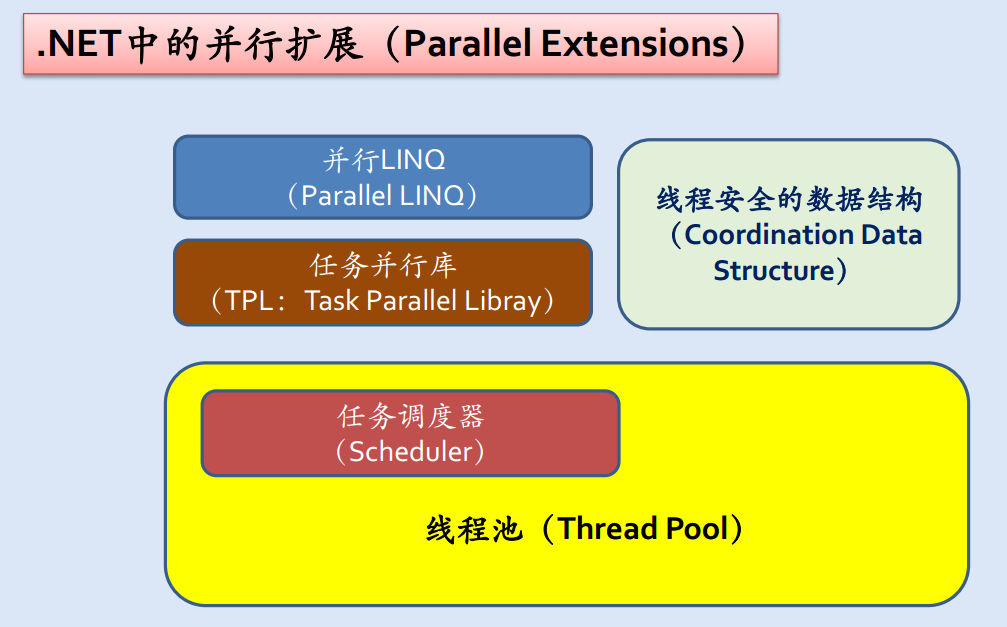 .NET中的并行扩展（Parallel Extensions）
并行LINQ
（Parallel LINQ）
任务并行库
（TPL： Task Parallel Libray）
线程安全的数据结构
（Coordination Data
Structure）
任务调度器
（Scheduler）
线程池（Thread Pool）